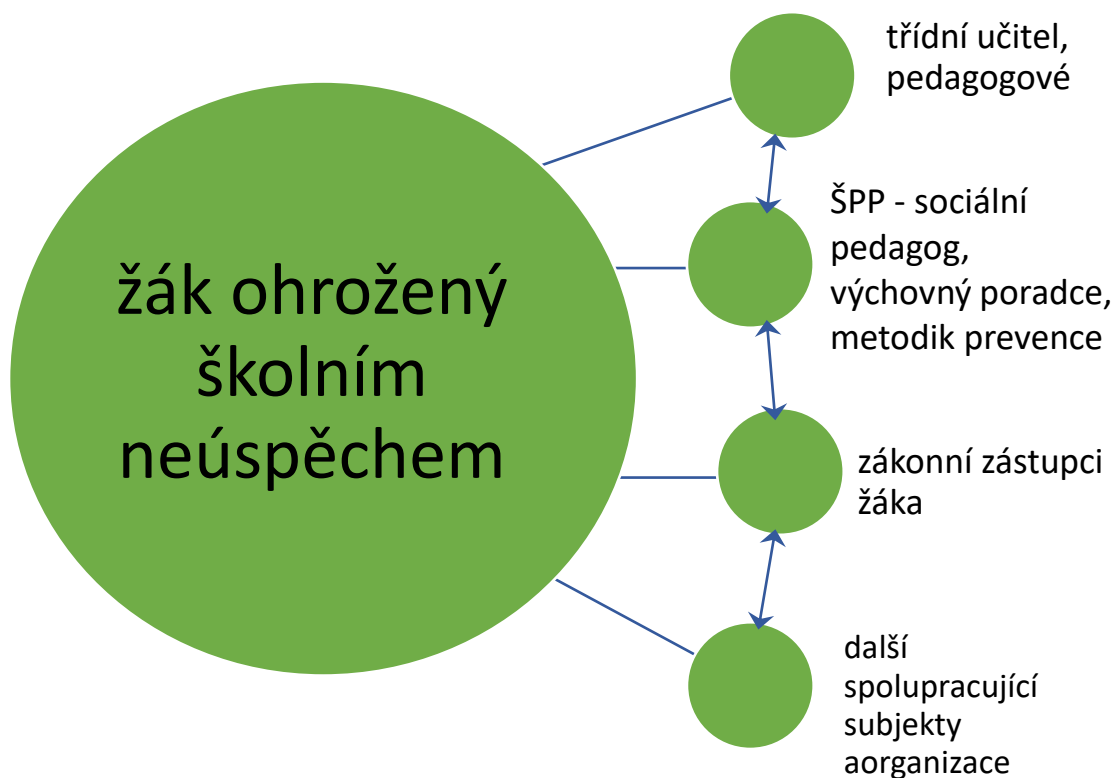 žák ohrožený
školním
neúspěchem
třídní učitel,
pedagogové
ŠPP - sociální
pedagog,
výchovný poradce,
metodik prevence
zákonní zástupci
žáka
další
spolupracující
subjekty
aorganizace